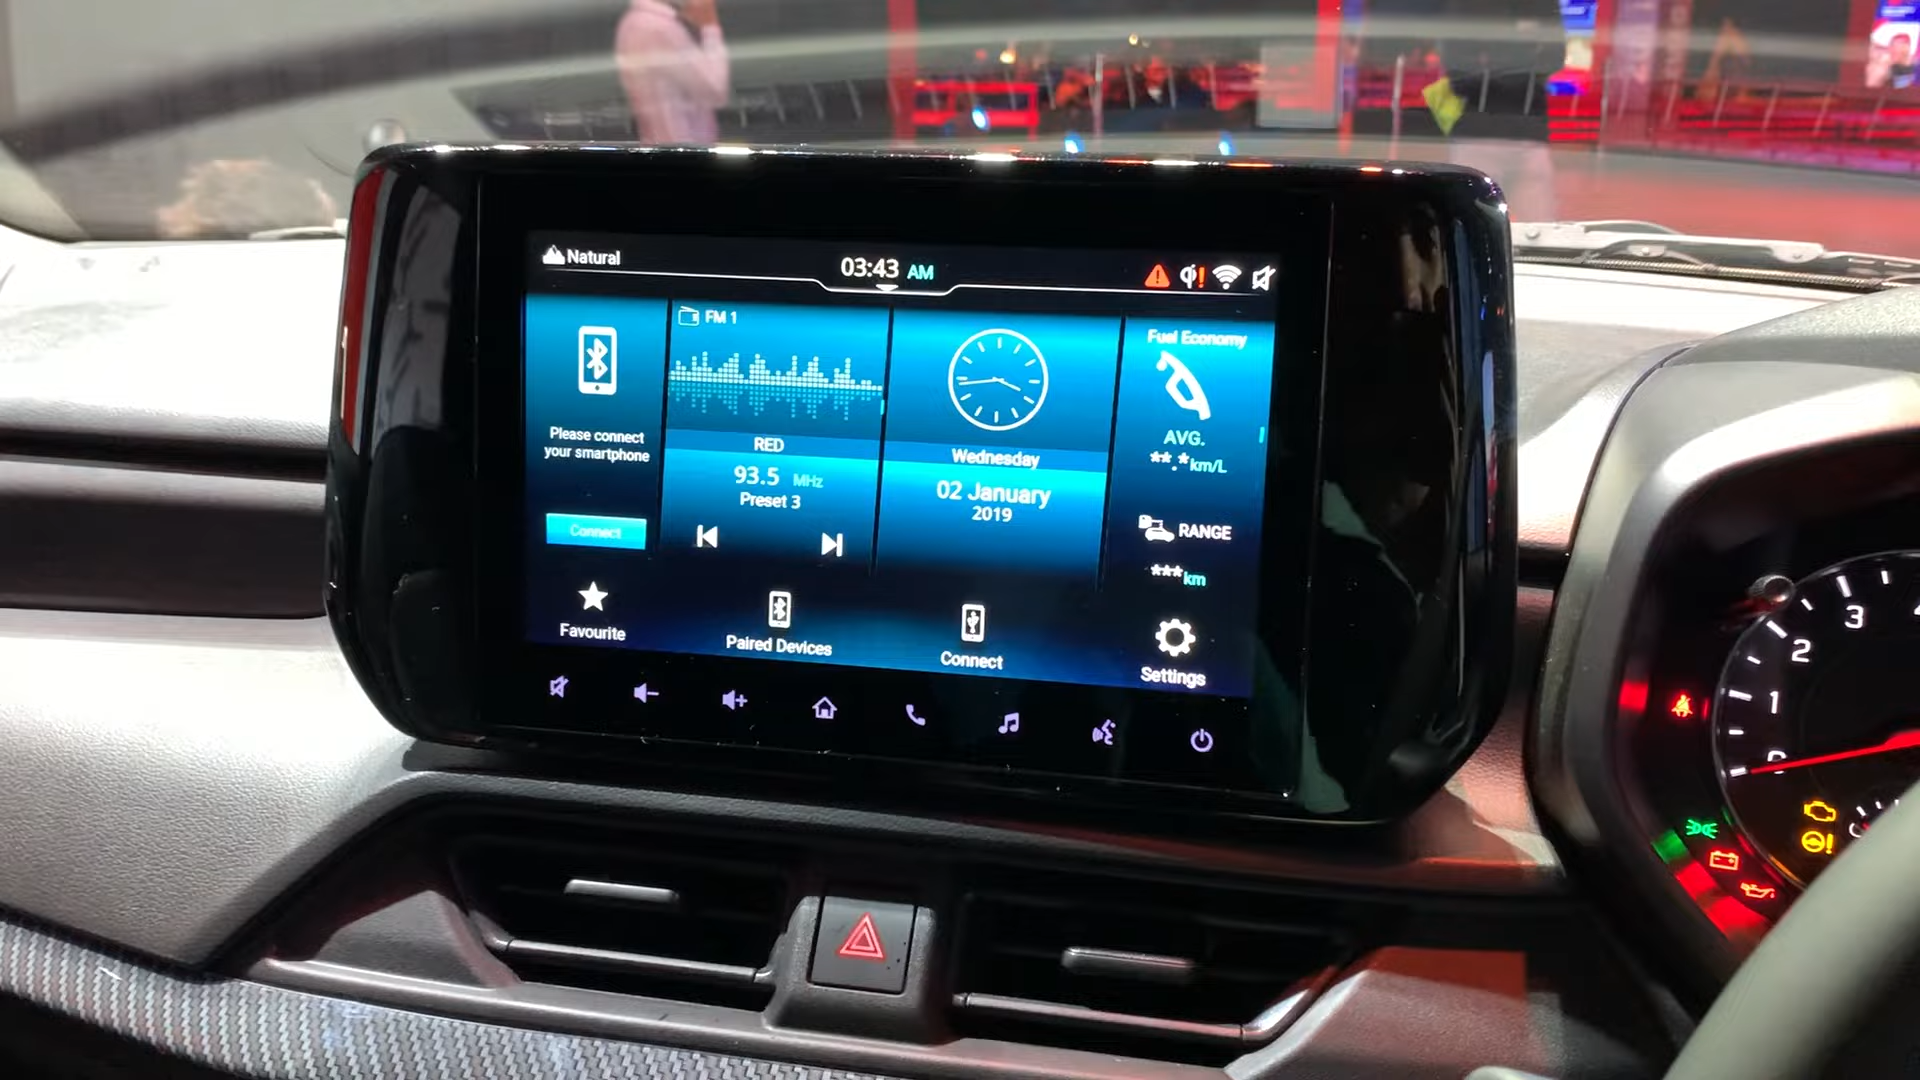 Natural
03:43 AM
FM 1
Fuel Economy
Please connect
your smartphone
RED
93.5 MHz
Preset 3
Wednesday
02 January
2019
AVG.
**.*km/L
RANGE
***km
Connect
Favourite
Paired Devices
Connect
Settings
3
2
1
0